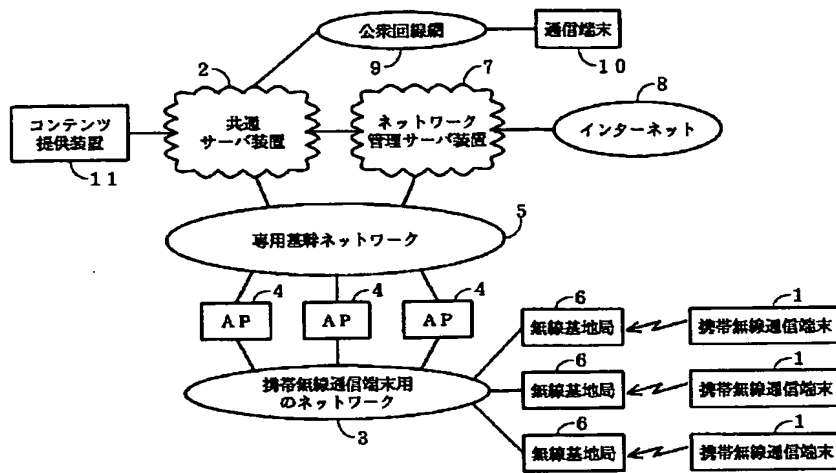 公衆回線網
9
通信端末
10
2
7
8
コンテンツ
提供装置
11
共通
サーバ装置
ネットワーク
管理サーバ装置
インターネット
専用基幹ネットワーク
5
AP
4
AP
4
AP
4
携帯無線通信端末用
のネットワーク
3
無線基地局
6
携帯無線通信端末
1
無線基地局
6
携帯無線通信端末
1
無線基地局
6
携帯無線通信端末
1